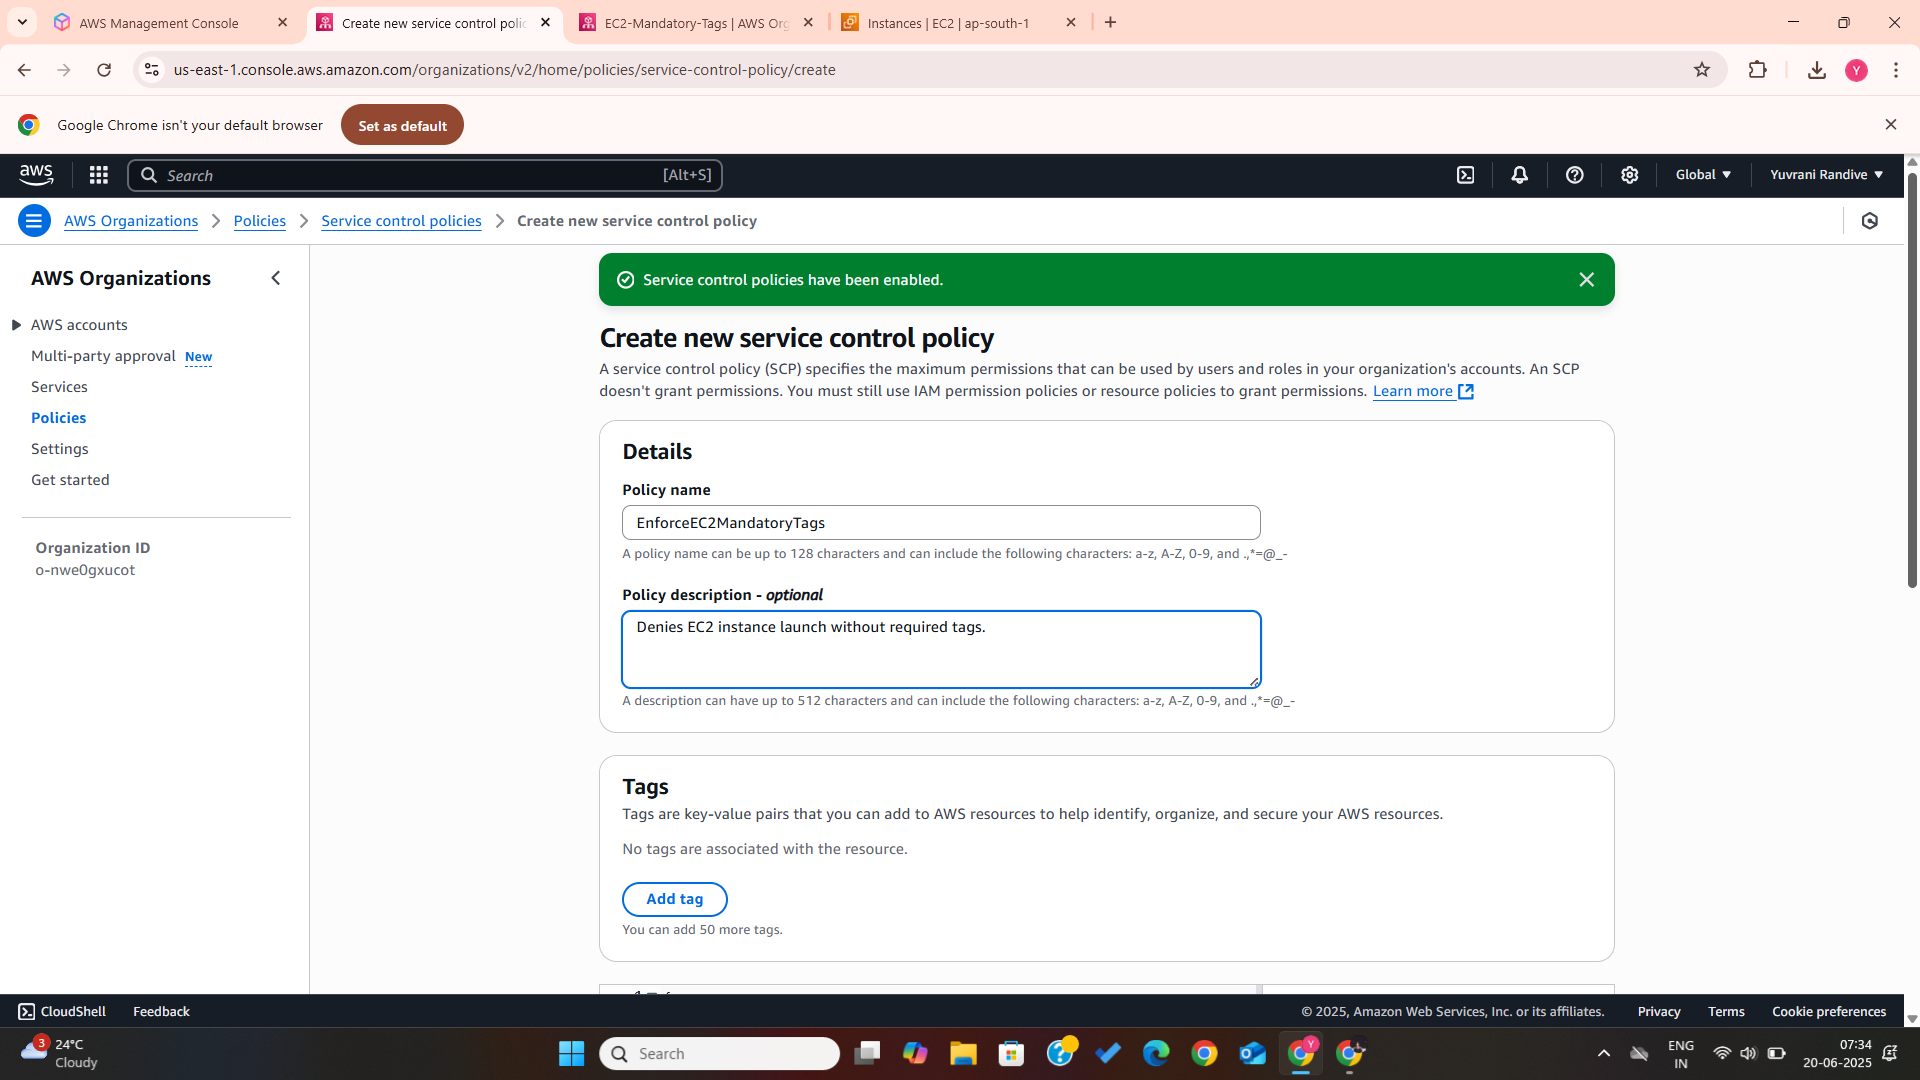 AWS Management Console
Create new service control polic
EC2-Mandatory-Tags | AWS Org
Instances | EC2 | ap-south-1
us-east-1.console.aws.amazon.com/organizations/v2/home/policies/service-control-policy/create
Y
Google Chrome isn't your default browser
Set as default
aws
Search
[Alt+S]
Global
Yuvrani Randive
AWS Organizations
Policies
Service control policies
Create new service control policy
AWS Organizations
AWS accounts
Multi-party approval New
Services
Policies
Settings
Get started
Organization ID
o-nwe0gxucot
Service control policies have been enabled.
Create new service control policy
A service control policy (SCP) specifies the maximum permissions that can be used by users and roles in your organization's accounts. An SCP
doesn't grant permissions. You must still use IAM permission policies or resource policies to grant permissions. Learn more
Details
Policy name
EnforceEC2MandatoryTags
A policy name can be up to 128 characters and can include the following characters: a-z, A-Z, 0-9, and .,*=@_-
Policy description - optional
Denies EC2 instance launch without required tags.
A description can have up to 512 characters and can include the following characters: a-z, A-Z, 0-9, and .,*=@_-
Tags
Tags are key-value pairs that you can add to AWS resources to help identify, organize, and secure your AWS resources.
No tags are associated with the resource.
Add tag
You can add 50 more tags.
CloudShell
Feedback
© 2025, Amazon Web Services, Inc. or its affiliates.
Privacy
Terms
Cookie preferences
3
24°C
Cloudy
Search
Y
ENG
IN
07:34
20-06-2025